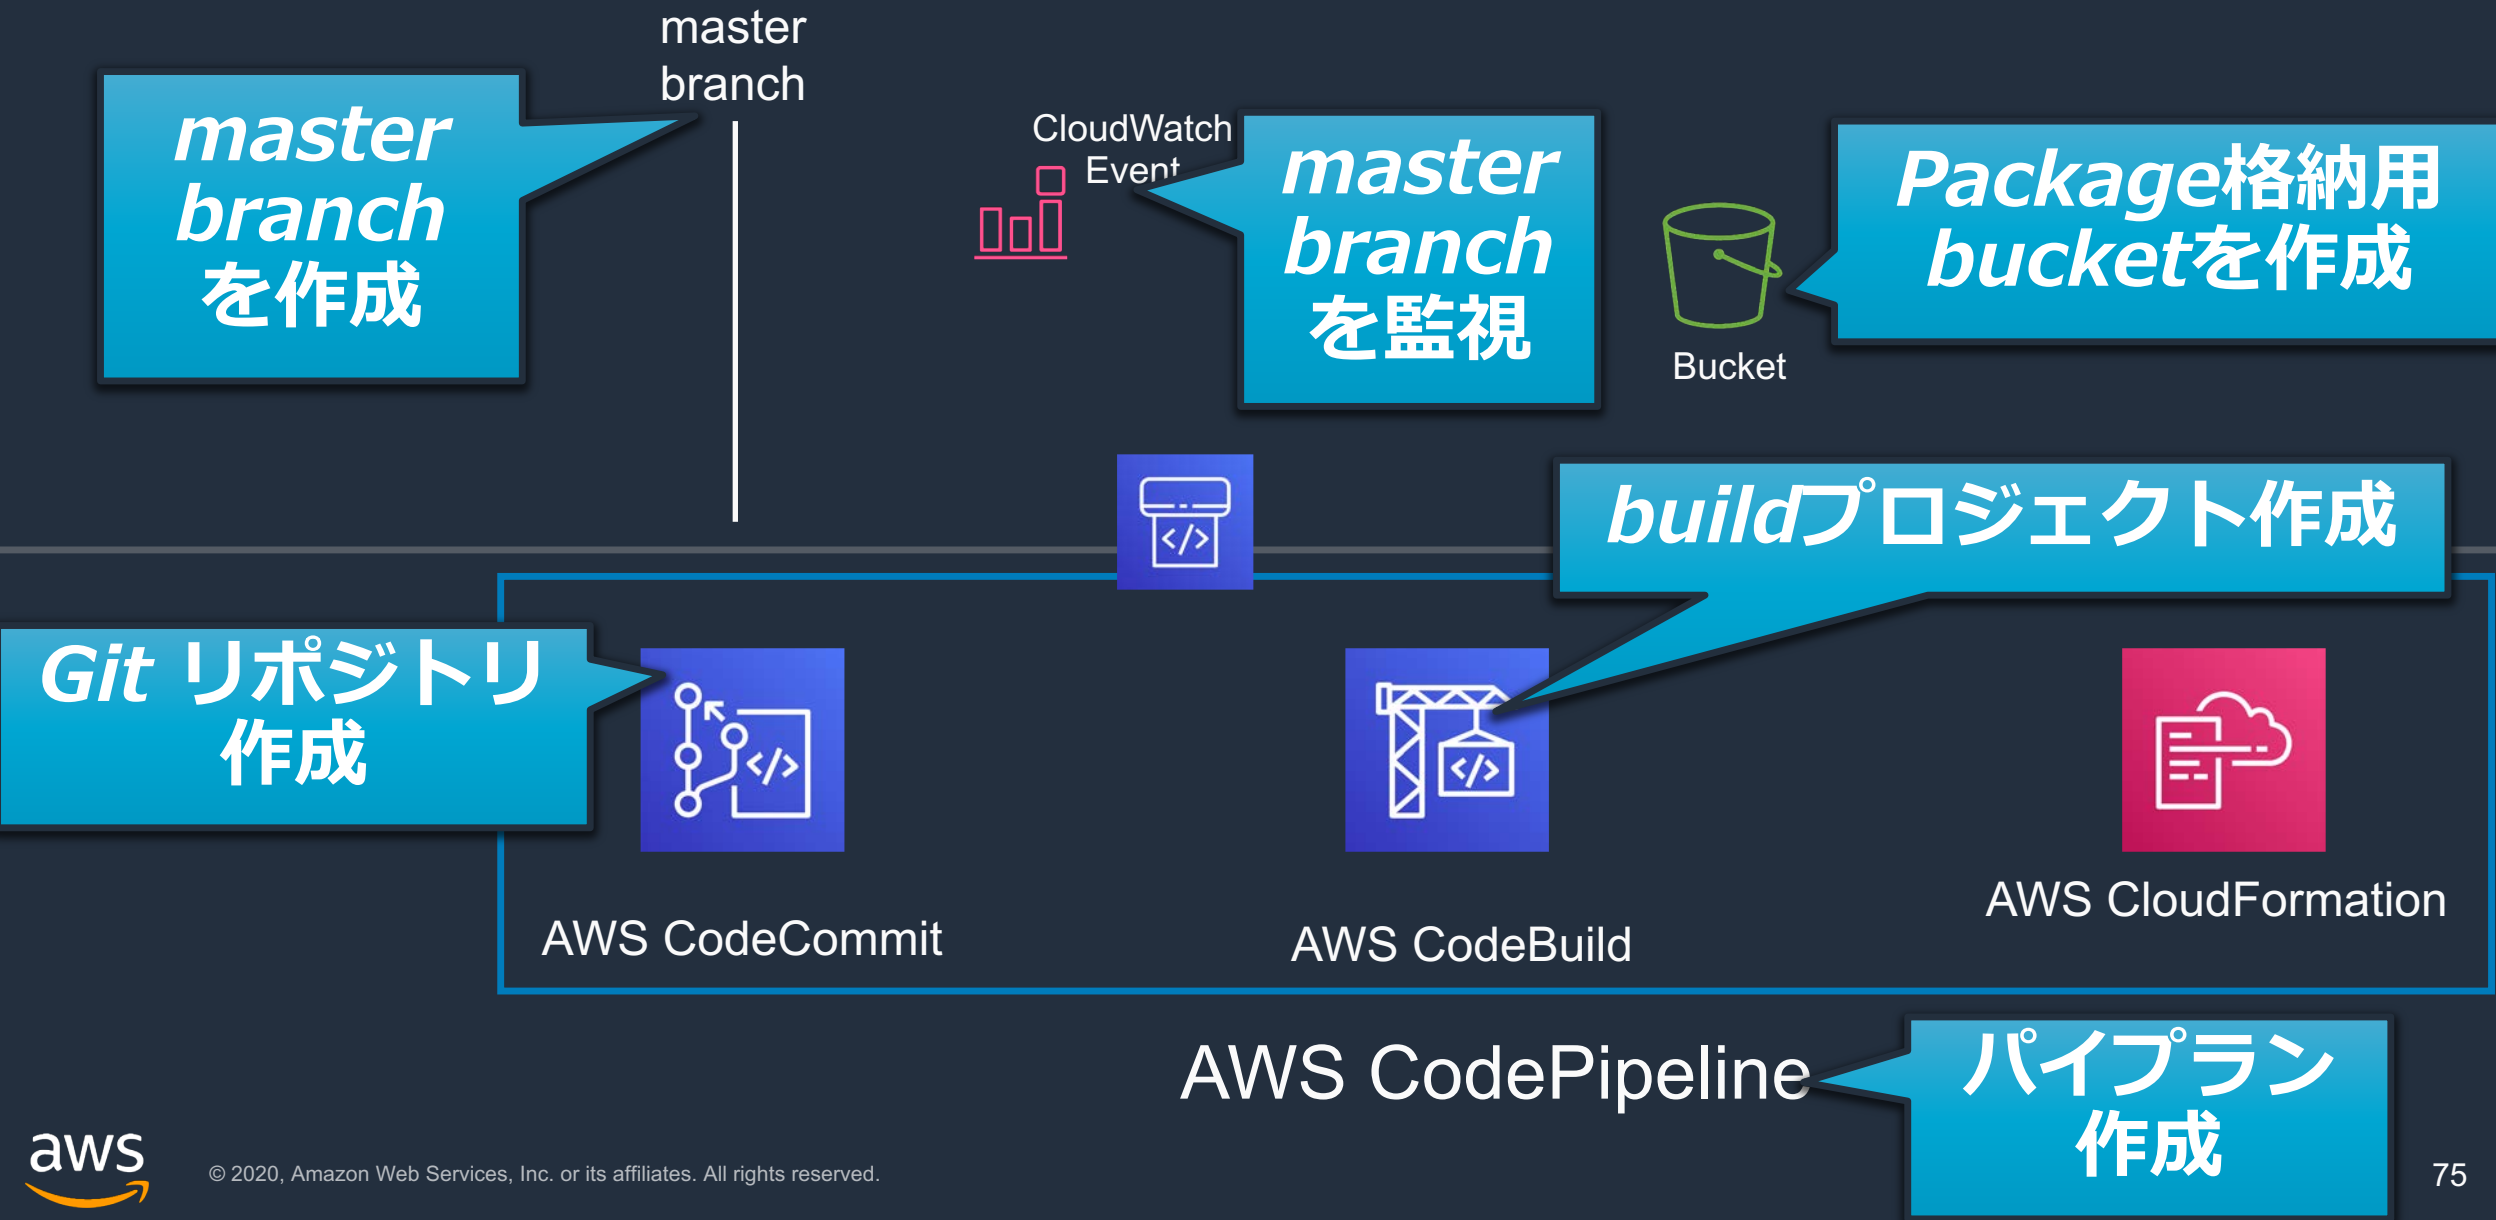 master
branch
master
branch
を作成
CloudWatch
Event
master
branch
を監視
Package格納用
bucketを作成
Bucket
buildプロジェクト作成
Git リポジトリ
作成
AWS CodeCommit
AWS CodeBuild
AWS CloudFormation
AWS CodePipeline
パイプラン
作成
aws
© 2020, Amazon Web Services, Inc. or its affiliates. All rights reserved.
75